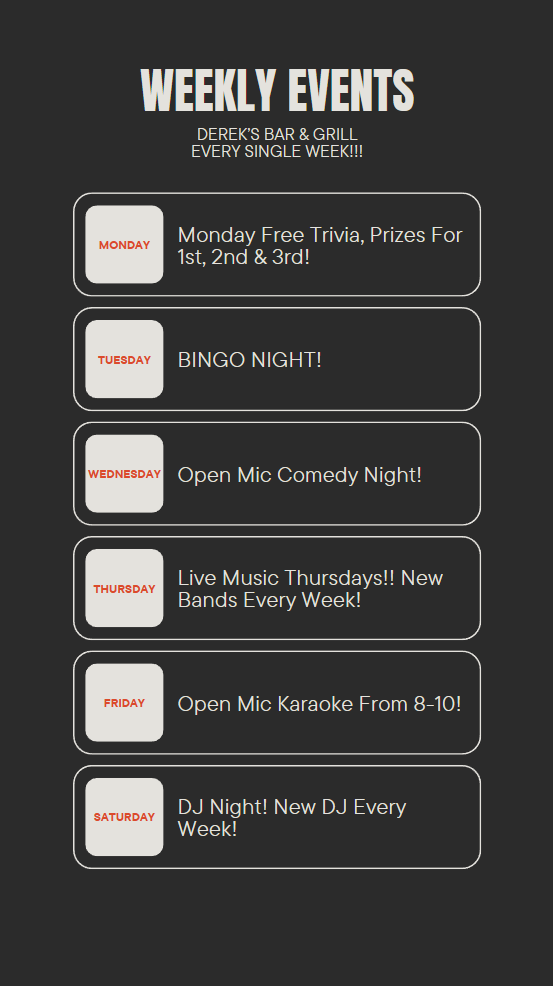 WEEKLY EVENTS
DEREK'S BAR & GRILL
EVERY SINGLE WEEK!!!
MONDAY
Monday Free Trivia, Prizes For
1st, 2nd & 3rd!
TUESDAY
BINGO NIGHT!
WEDNESDAY
Open Mic Comedy Night!
THURSDAY
Live Music Thursdays!! New
Bands Every Week!
FRIDAY
Open Mic Karaoke From 8-10!
SATURDAY
DJ Night! New DJ Every
Week!